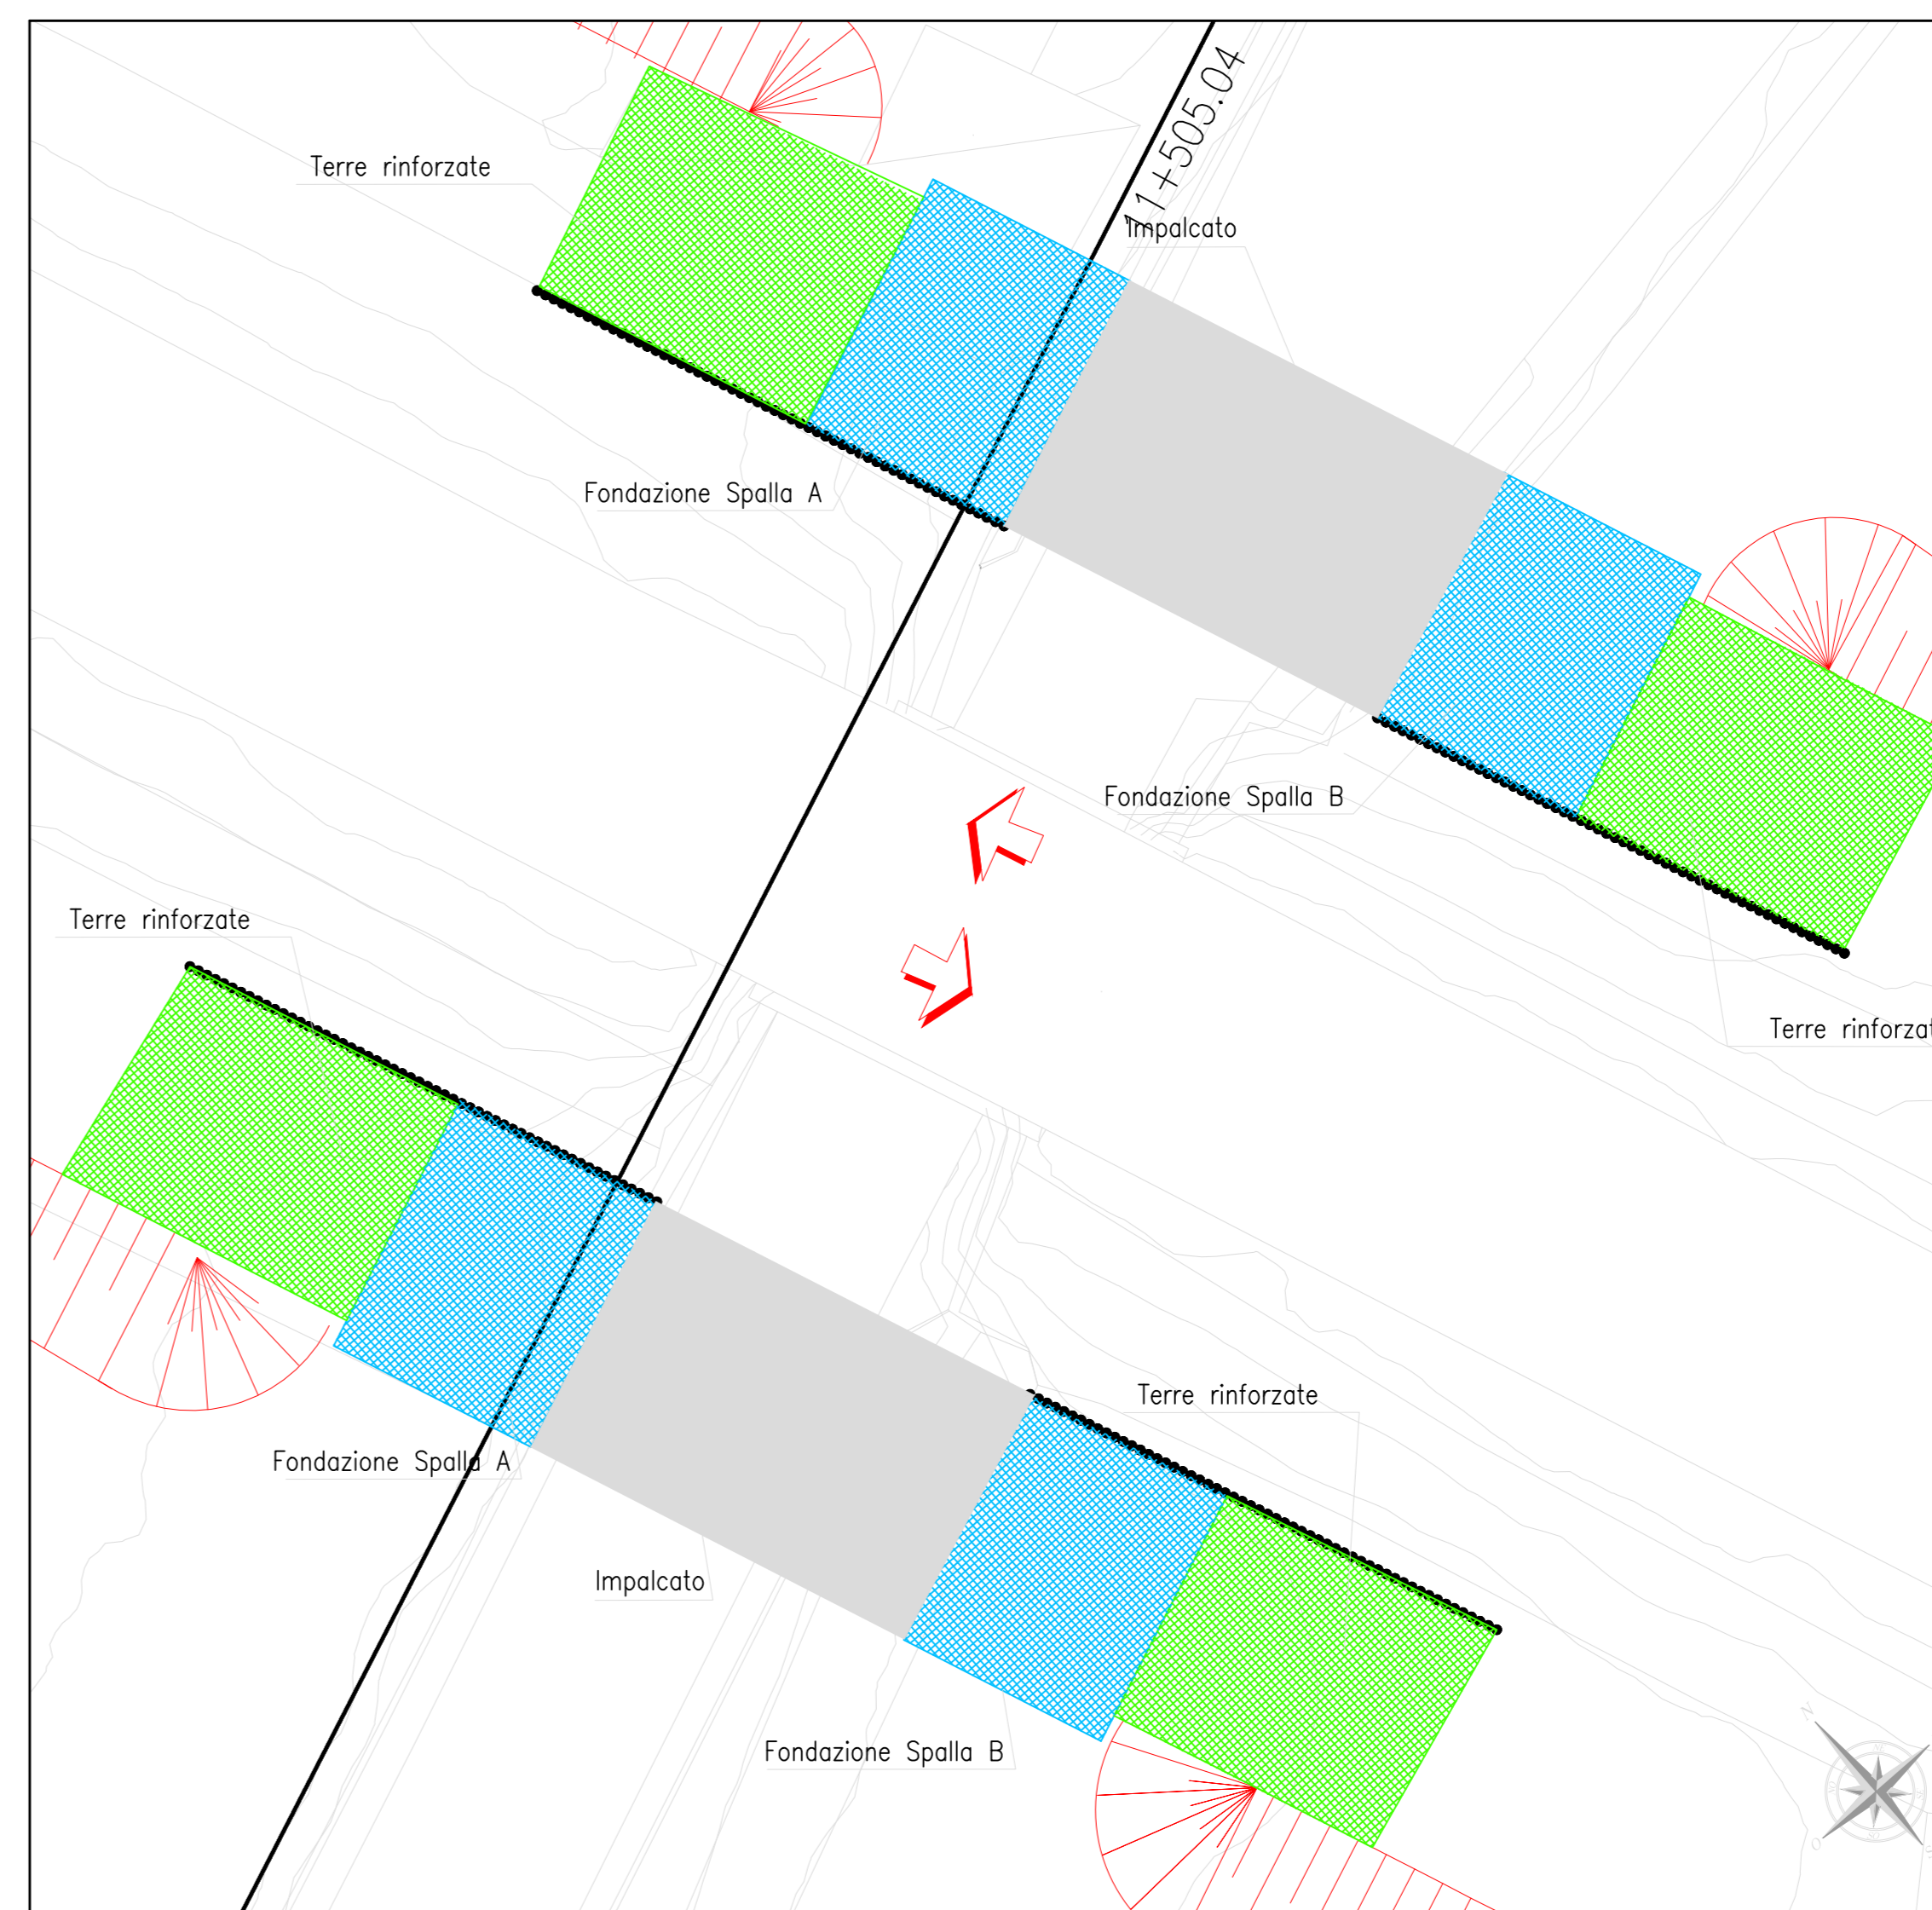 11+505.04
Terre rinforzate
Impalcato
Fondazione Spalla A
Fondazione Spalla B
Terre rinforzate
Terre rinforzat
Terre rinforzate
Fondazione Spalla A
Impalcato
Fondazione Spalla B
N
O